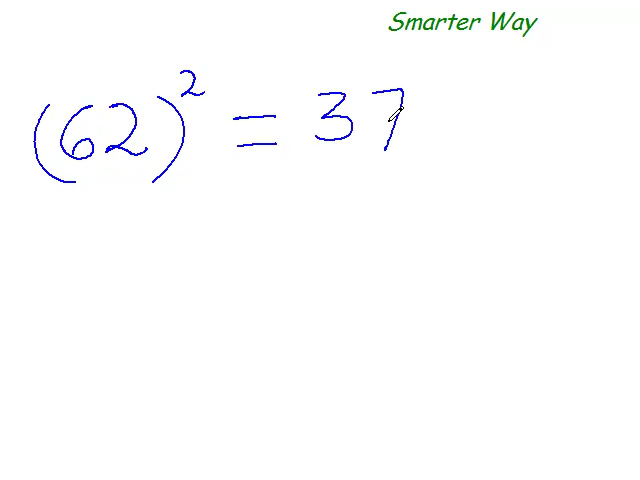 Smarter Way
(62)² = 37